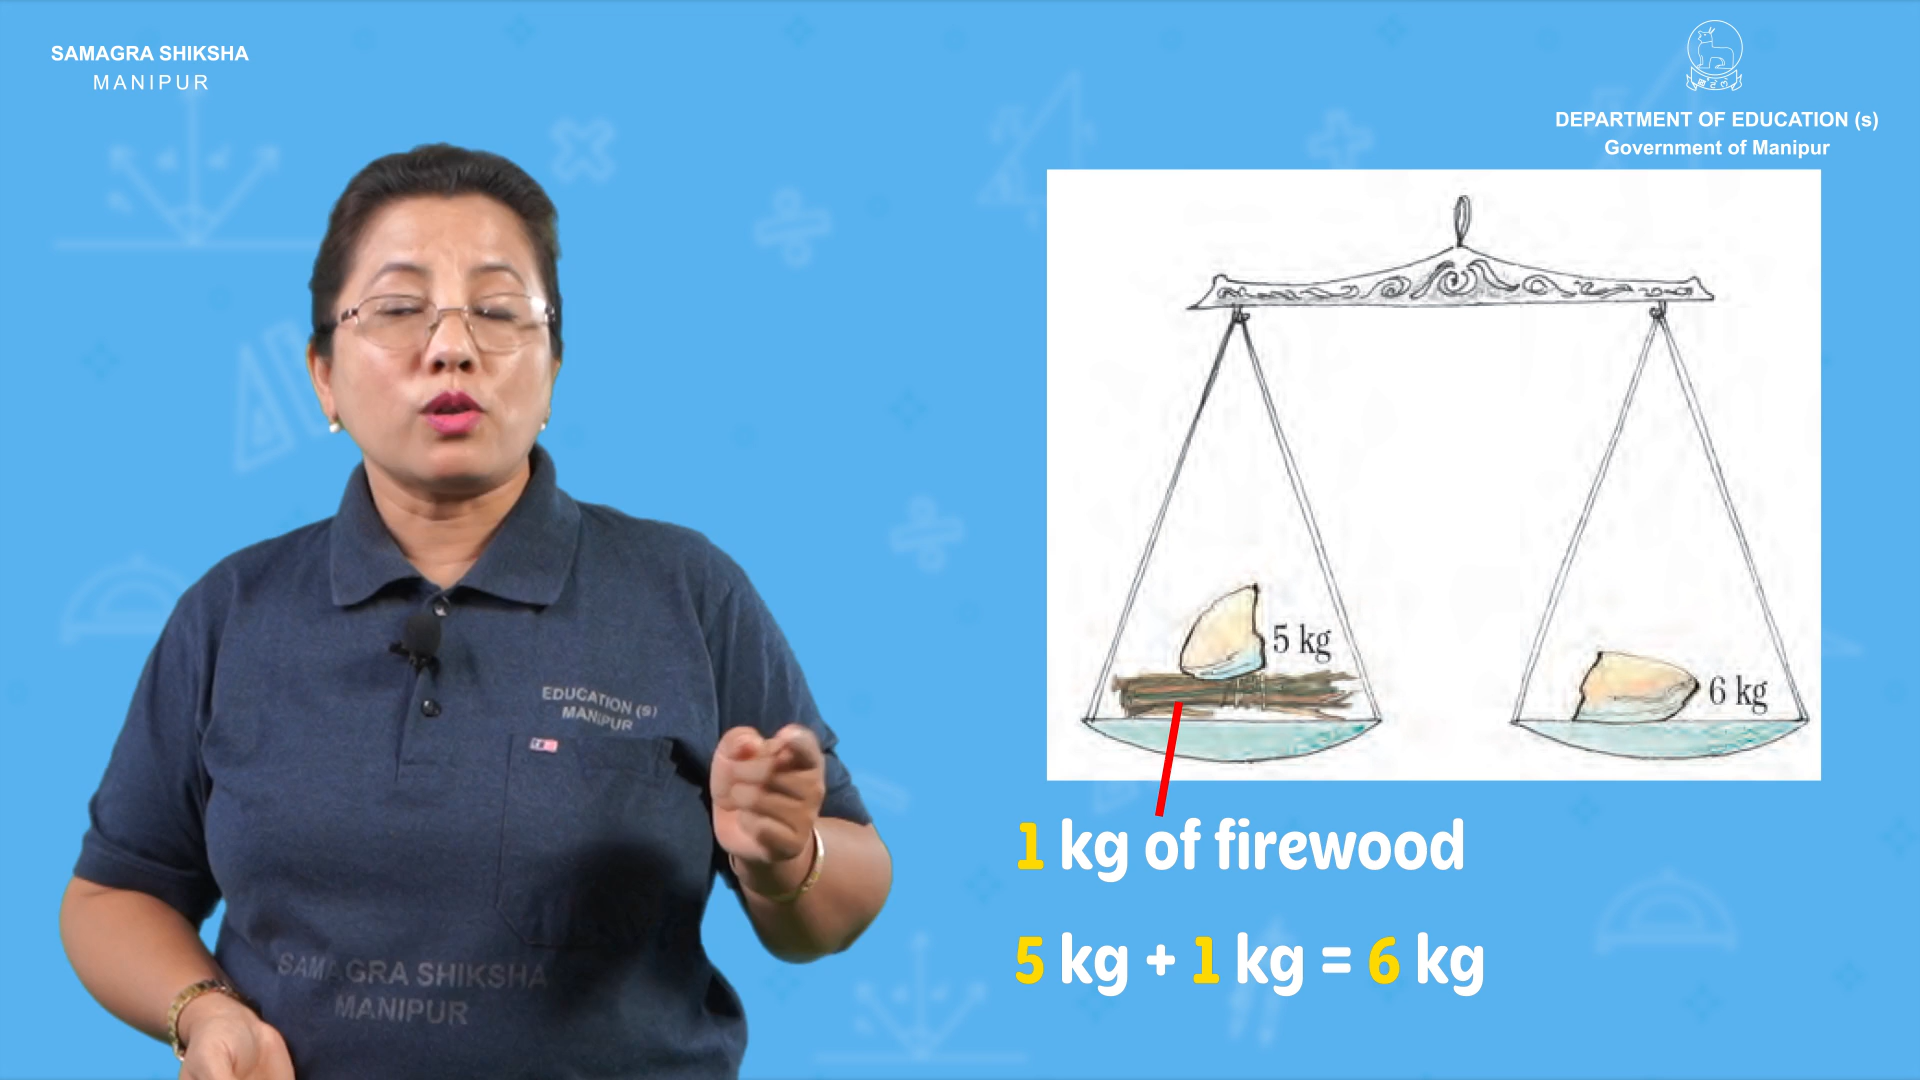 SAMAGRA SHIKSHA
MANIPUR
DEPARTMENT OF EDUCATION (s)
Government of Manipur
5 kg
6 kg
1 kg of firewood
5 kg + 1 kg = 6 kg
EDUCATION (s)
MANIPUR
SAMAGRA SHIKSHA
MANIPUR